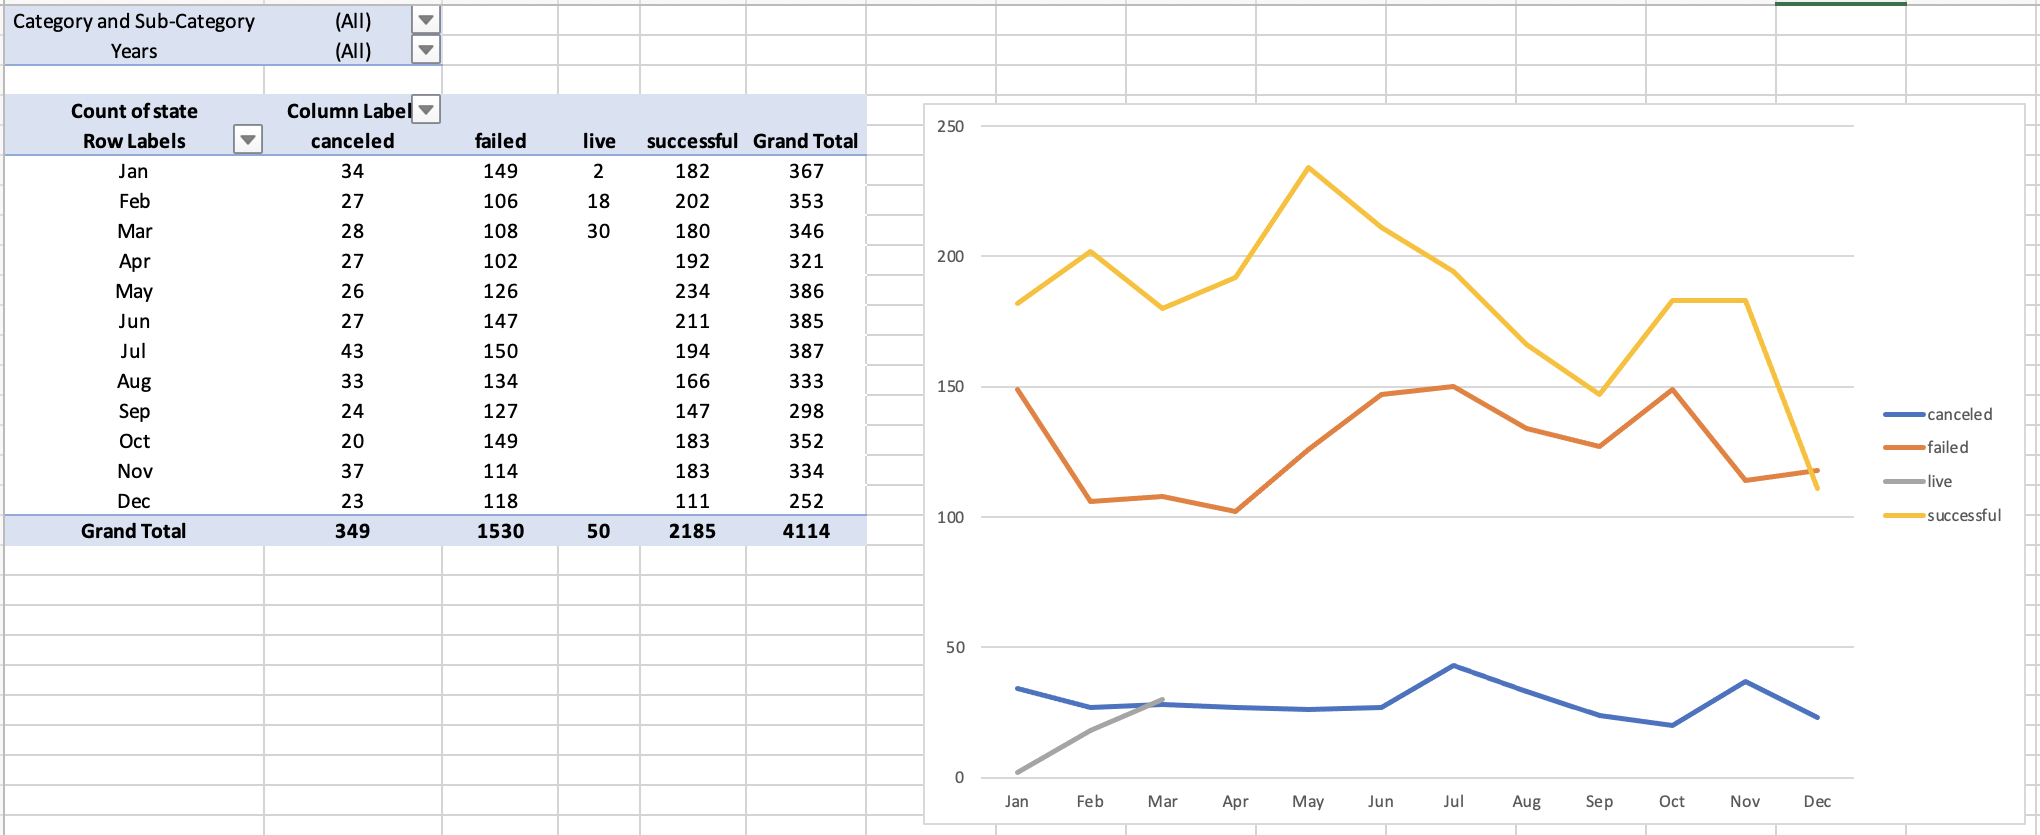 Category and Sub-Category (All)
Years (All)
Count of state Column Label
Row Labels canceled failed live successful Grand Total
Jan 34 149 2 182 367
Feb 27 106 18 202 353
Mar 28 108 30 180 346
Apr 27 102 192 321
May 26 126 234 386
Jun 27 147 211 385
Jul 43 150 194 387
Aug 33 134 166 333
Sep 24 127 147 298
Oct 20 149 183 352
Nov 37 114 183 334
Dec 23 118 111 252
Grand Total 349 1530 50 2185 4114
250
200
150
100
50
0
Jan Feb Mar Apr May Jun Jul Aug Sep Oct Nov Dec
canceled
failed
live
successful